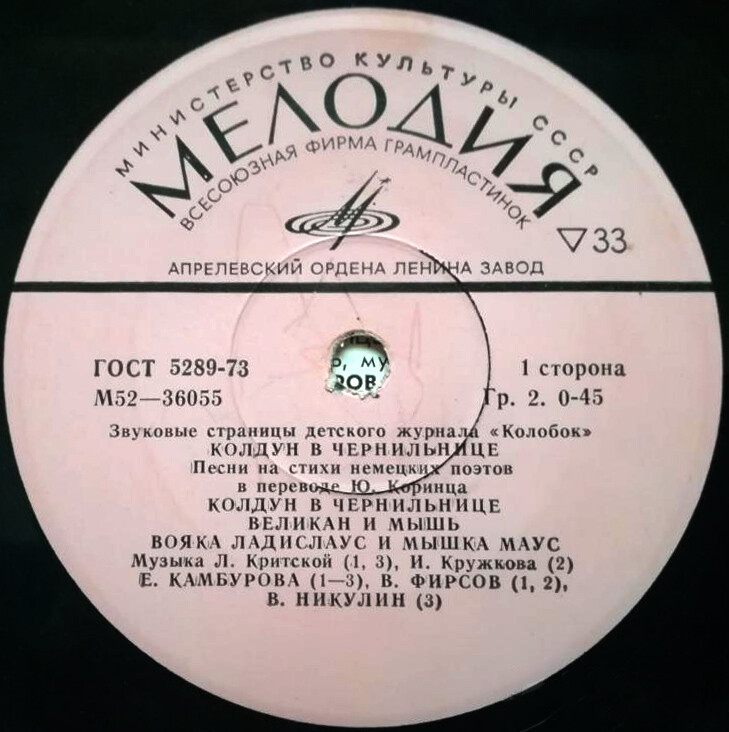 МИНИСТЕРСТВО КУЛЬТУРЫ СССР
МЕЛОДИЯ
ВСЕСОЮЗНАЯ ФИРМА ГРАМПЛАСТИНОК
▽33
АПРЕЛЕВСКИЙ ОРДЕНА ЛЕНИНА ЗАВОД
ГОСТ 5289-73
1 сторона
М52—36055
Гр. 2. 0-45
Звуковые страницы детского журнала «Колобок»
КОЛДУН В ЧЕРНИЛЬНИЦЕ
Песни на стихи немецких поэтов
в переводе Ю. Коринца
КОЛДУН В ЧЕРНИЛЬНИЦЕ
ВЕЛИКАН И МЫШЬ
ВОЯКА ЛАДИСЛАУС И МЫШКА МАУС
Музыка Л. Критской (1, 3), И. Кружкова (2)
Е. КАМБУРОВА (1—3), В. ФИРСОВ (1, 2),
В. НИКУЛИН (3)